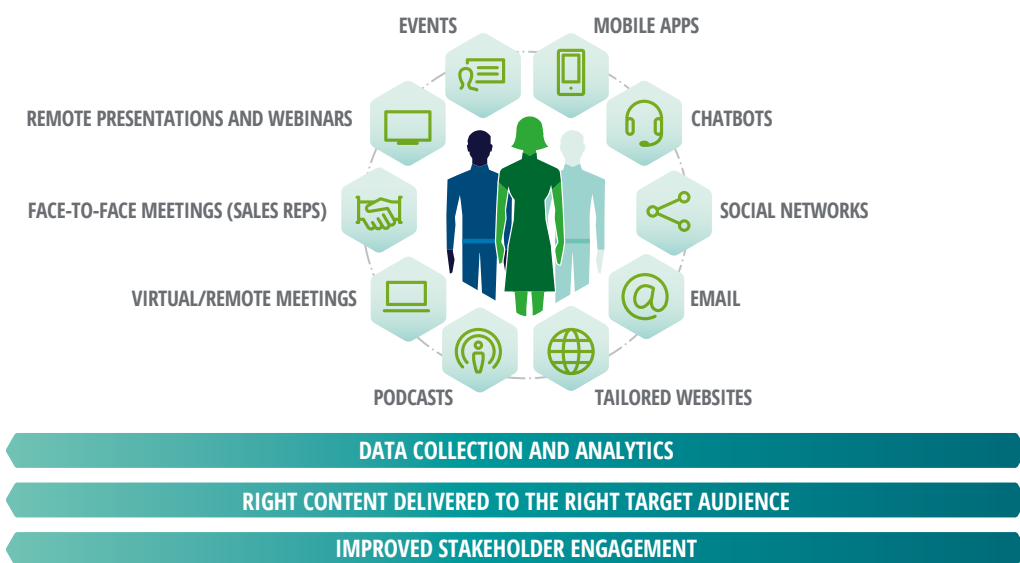 EVENTS
MOBILE APPS
REMOTE PRESENTATIONS AND WEBINARS
CHATBOTS
FACE-TO-FACE MEETINGS (SALES REPS)
SOCIAL NETWORKS
VIRTUAL/REMOTE MEETINGS
EMAIL
PODCASTS
TAILORED WEBSITES
DATA COLLECTION AND ANALYTICS
RIGHT CONTENT DELIVERED TO THE RIGHT TARGET AUDIENCE
IMPROVED STAKEHOLDER ENGAGEMENT